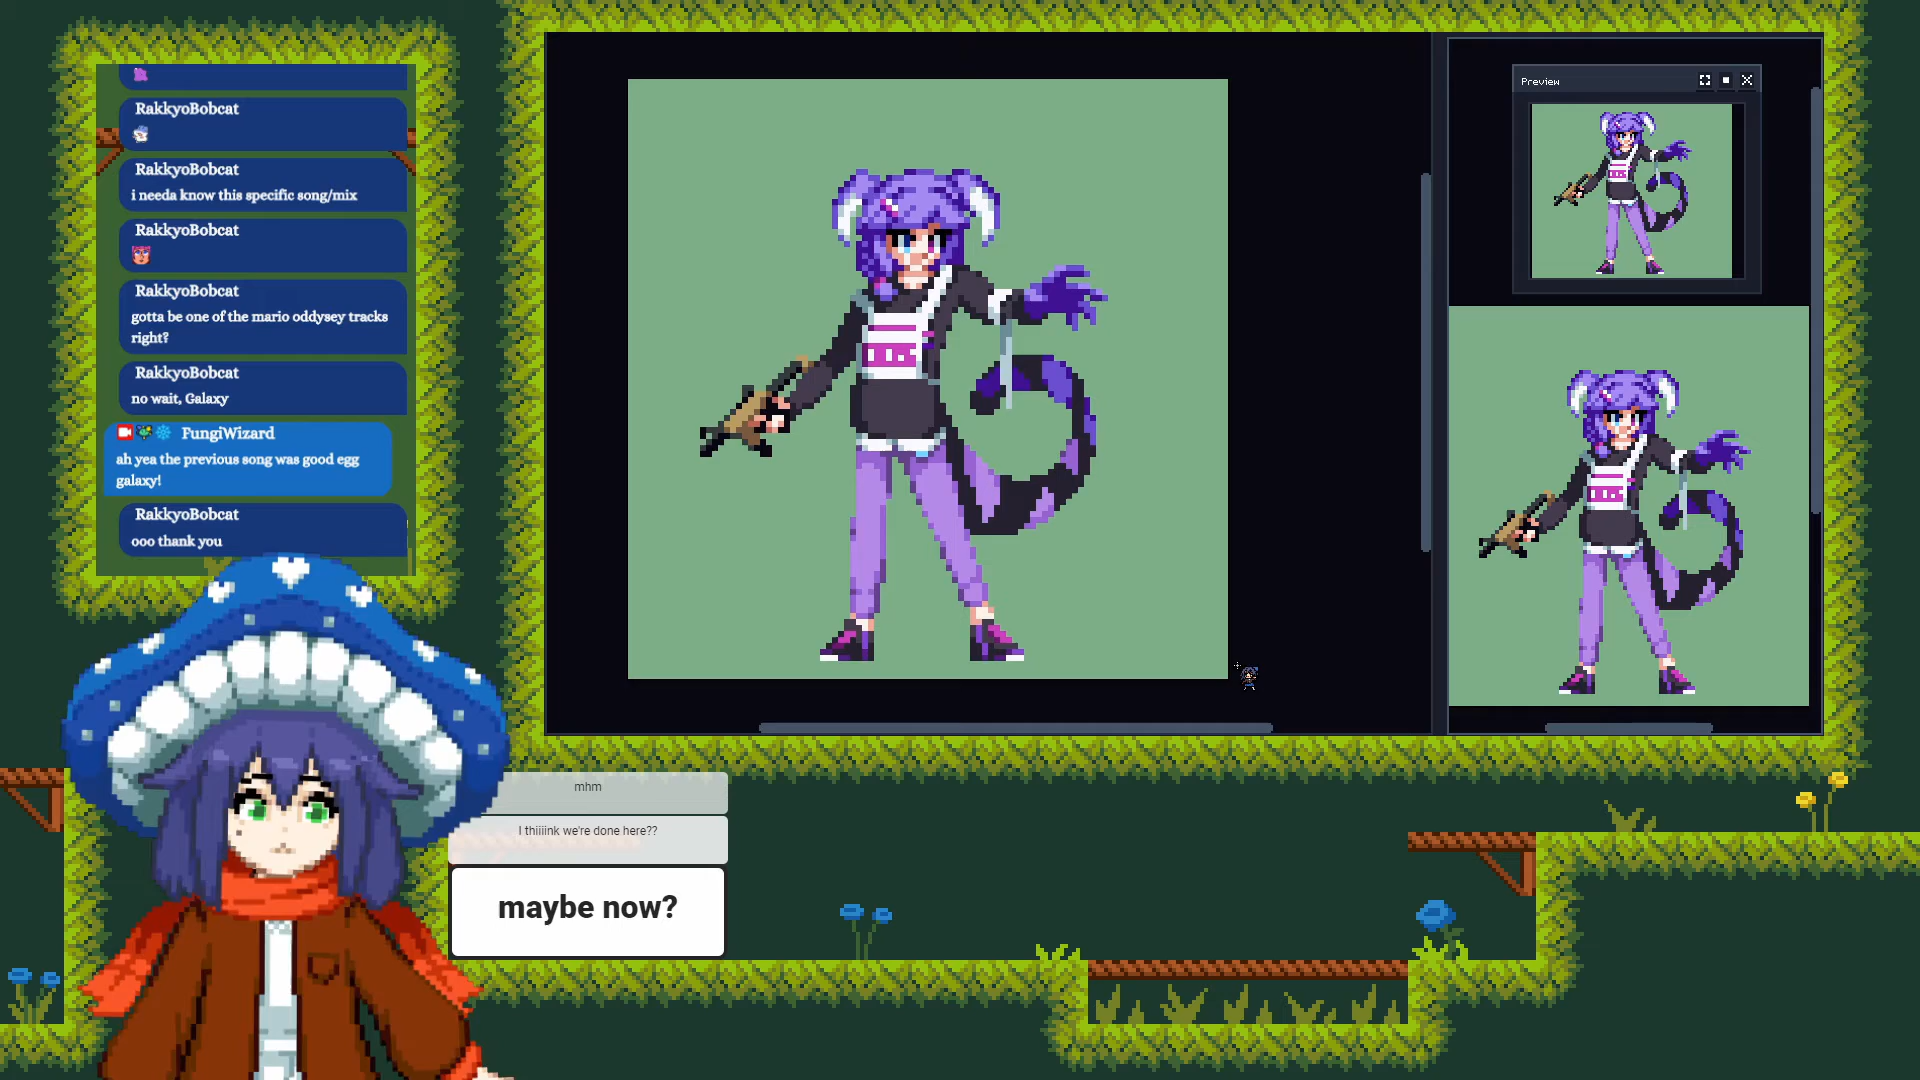 RakkyoBobcat
RakkyoBobcat
i needa know this specific song/mix
RakkyoBobcat
RakkyoBobcat
gotta be one of the mario oddysey tracks
right?
RakkyoBobcat
no wait, Galaxy
FungiWizard
ah yea the previous song was good egg
galaxy!
RakkyoBobcat
ooo thank you
Preview
mhm
I thiiiink we're done here??
maybe now?